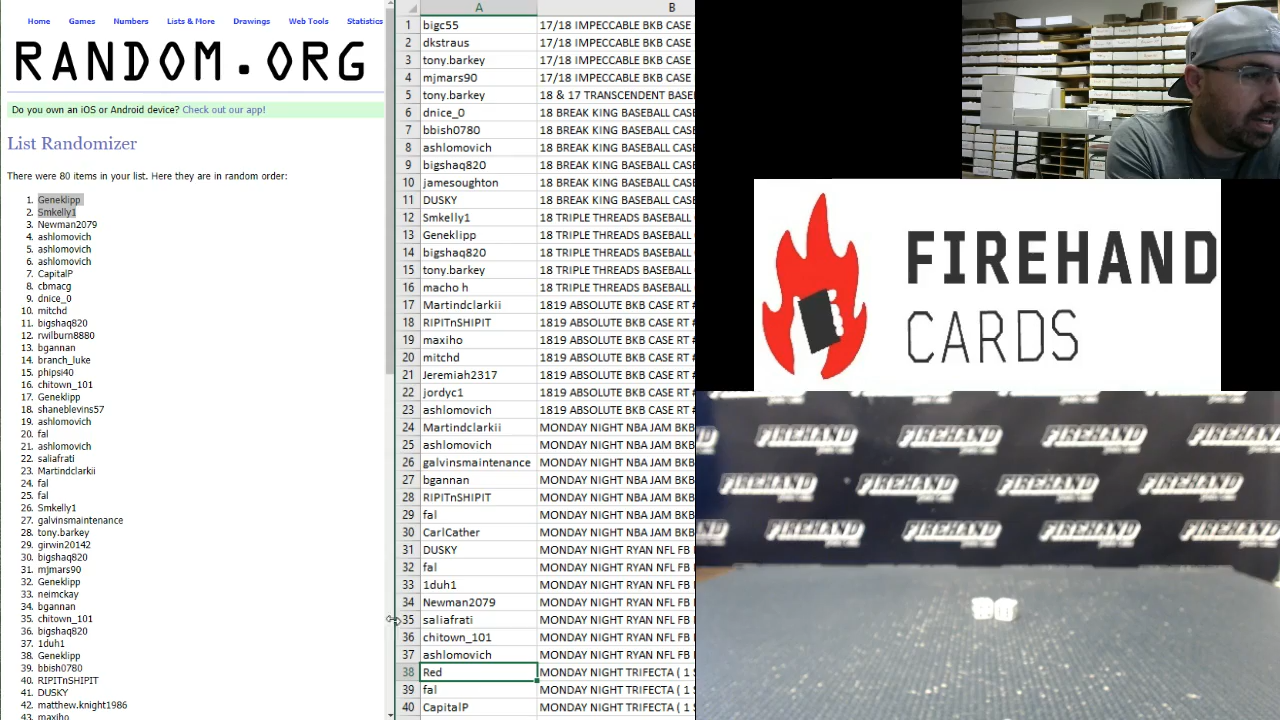 Home Games Numbers Lists & More Drawings Web Tools Statistics
RANDOM.ORG
Do you own an iOS or Android device? Check out our app!
List Randomizer
There were 80 items in your list. Here they are in random order:
1. Geneklipp
2. Smkelly1
3. Newman2079
4. ashlomovich
5. ashlomovich
6. ashlomovich
7. CapitalP
8. cbmacg
9. dnice_0
10. mitchd
11. bigshaq820
12. rwilburn8880
13. bgannan
14. branch_luke
15. phipsi40
16. chitown_101
17. Geneklipp
18. shaneblevins57
19. ashlomovich
20. fal
21. ashlomovich
22. saliafrati
23. Martindclarkii
24. fal
25. fal
26. Smkelly1
27. galvinsmaintenance
28. tony.barkey
29. girwin20142
30. bigshaq820
31. mjmars90
32. Geneklipp
33. neimckay
34. bgannan
35. chitown_101
36. bigshaq820
37. 1duh1
38. Geneklipp
39. bbish0780
40. RIPITnSHIPIT
41. DUSKY
42. matthew.knight1986
43. maxiho
A B
1 bigc55 17/18 IMPECCABLE BKB CASE
2 dkstraus 17/18 IMPECCABLE BKB CASE
3 tony.barkey 17/18 IMPECCABLE BKB CASE
4 mjmars90 17/18 IMPECCABLE BKB CASE
5 tony.barkey 18 & 17 TRANSCENDENT BASE
6 dnice_0 18 BREAK KING BASEBALL CASE
7 bbish0780 18 BREAK KING BASEBALL CASE
8 ashlomovich 18 BREAK KING BASEBALL CASE
9 bigshaq820 18 BREAK KING BASEBALL CASE
10 jamesoughton 18 BREAK KING BASEBALL CASE
11 DUSKY 18 BREAK KING BASEBALL CASE
12 Smkelly1 18 TRIPLE THREADS BASEBALL
13 Geneklipp 18 TRIPLE THREADS BASEBALL
14 bigshaq820 18 TRIPLE THREADS BASEBALL
15 tony.barkey 18 TRIPLE THREADS BASEBALL
16 macho h 18 TRIPLE THREADS BASEBALL
17 Martindclarkii 1819 ABSOLUTE BKB CASE RT #
18 RIPITnSHIPIT 1819 ABSOLUTE BKB CASE RT #
19 maxiho 1819 ABSOLUTE BKB CASE RT #
20 mitchd 1819 ABSOLUTE BKB CASE RT #
21 Jeremiah2317 1819 ABSOLUTE BKB CASE RT #
22 jordyc1 1819 ABSOLUTE BKB CASE RT #
23 ashlomovich 1819 ABSOLUTE BKB CASE RT #
24 Martindclarkii MONDAY NIGHT NBA JAM BKB
25 ashlomovich MONDAY NIGHT NBA JAM BKB
26 galvinsmaintenance MONDAY NIGHT NBA JAM BKB
27 bgannan MONDAY NIGHT NBA JAM BKB
28 RIPITnSHIPIT MONDAY NIGHT NBA JAM BKB
29 fal MONDAY NIGHT NBA JAM BKB
30 CarlCather MONDAY NIGHT NBA JAM BKB
31 DUSKY MONDAY NIGHT RYAN NFL FB
32 fal MONDAY NIGHT RYAN NFL FB
33 1duh1 MONDAY NIGHT RYAN NFL FB
34 Newman2079 MONDAY NIGHT RYAN NFL FB
35 saliafrati MONDAY NIGHT RYAN NFL FB
36 chitown_101 MONDAY NIGHT RYAN NFL FB
37 ashlomovich MONDAY NIGHT RYAN NFL FB
38 Red MONDAY NIGHT TRIFECTA ( 1
39 fal MONDAY NIGHT TRIFECTA ( 1
40 CapitalP MONDAY NIGHT TRIFECTA ( 1
FIREHAND
CARDS
FIREHAND FIREHAND FIREHAND FIREHAND
FIREHAND FIREHAND FIREHAND FIREHAND
FIREHAND FIREHAND FIREHAND